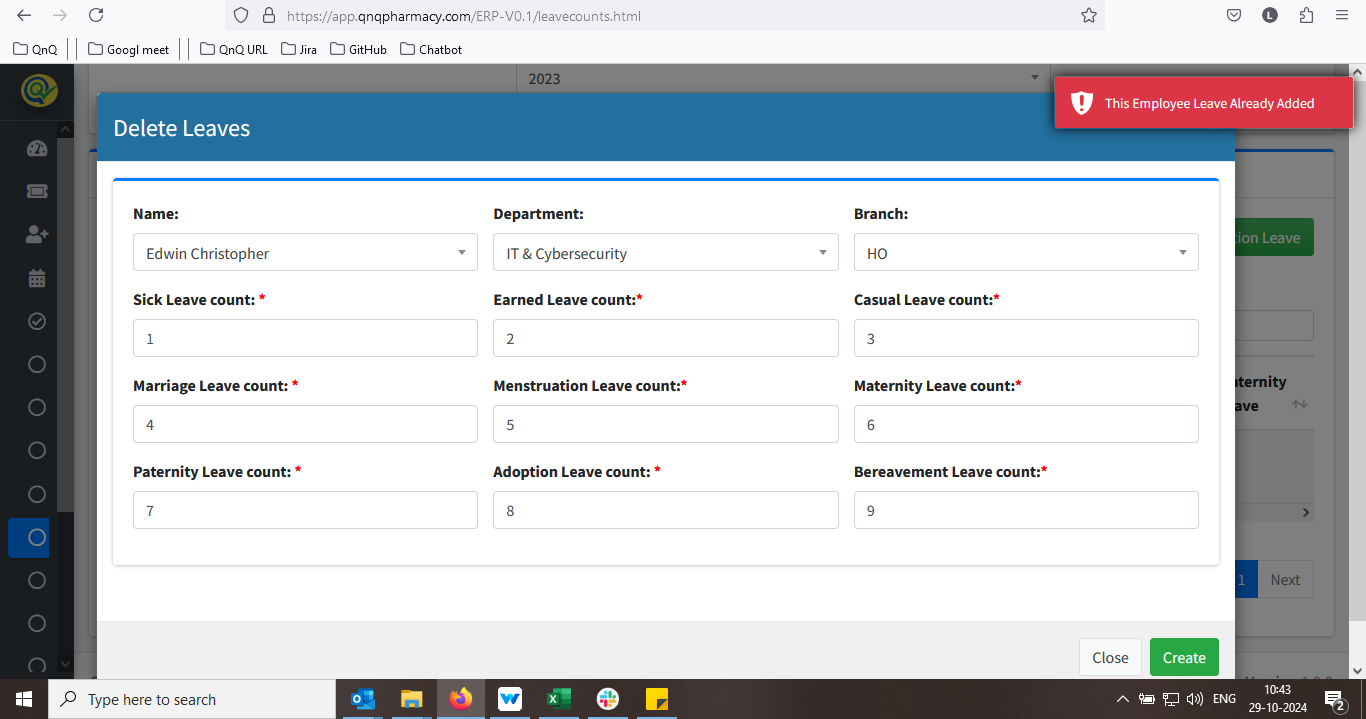 https://app.qnqpharmacy.com/ERP-V0.1/leavecounts.html
L
QnQ
Googl meet
QnQ URL
Jira
GitHub
Chatbot
2023
This Employee Leave Already Added
Delete Leaves
Name:
Department:
Branch:
Edwin Christopher
IT & Cybersecurity
HO
tion Leave
Sick Leave count: *
Earned Leave count:*
Casual Leave count:*
1
2
3
Marriage Leave count: *
Menstruation Leave count:*
Maternity Leave count:*
4
5
6
Paternity Leave count: *
Adoption Leave count: *
Bereavement Leave count:*
7
8
9
1
Next
Close
Create
Type here to search
ENG
10:43
29-10-2024
2